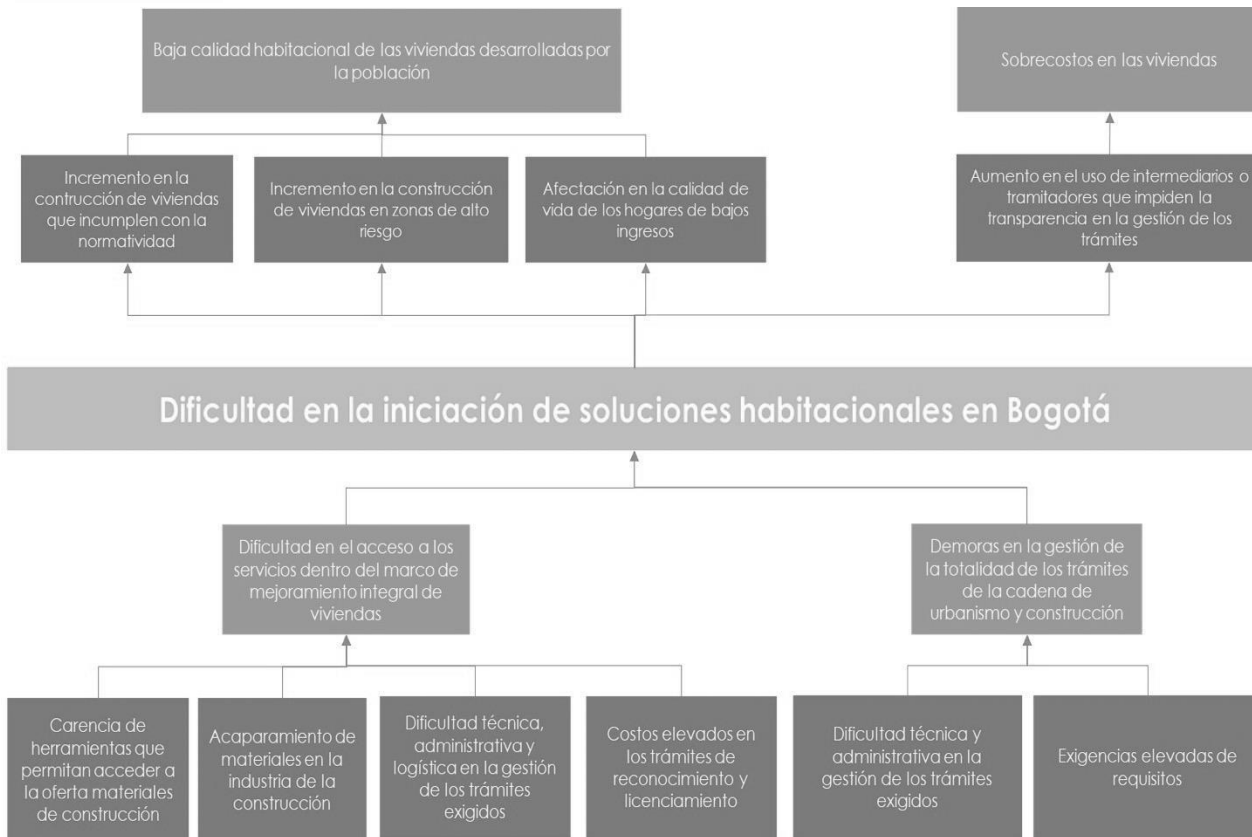 Baja calidad habitacional de las viviendas desarrolladas por
la población
Sobrecostos en las viviendas
Incremento en la
contrucción de viviendas
que incumplen con la
normatividad
Incremento en la construcción
de viviendas en zonas de alto
riesgo
Afectación en la calidad de
vida de los hogares de bajos
ingresos
Aumento en el uso de intermediarios o
tramitadores que impiden la
transparencia en la gestión de los
trámites
Dificultad en la iniciación de soluciones habitacionales en Bogotá
Dificultad en el acceso a los
servicios dentro del marco de
mejoramiento integral de
viviendas
Demoras en la gestión de
la totalidad de los trámites
de la cadena de
urbanismo y construcción
Carencia de
herramientas que
permitan acceder a
la oferta materiales
de construcción
Acaparamiento de
materiales en la
industria de la
construcción
Dificultad técnica,
administrativa y
logística en la gestión
de los trámites
exigidos
Costos elevados en
los trámites de
reconocimiento y
licenciamiento
Dificultad técnica y
administrativa en la
gestión de los trámites
exigidos
Exigencias elevadas de
requisitos